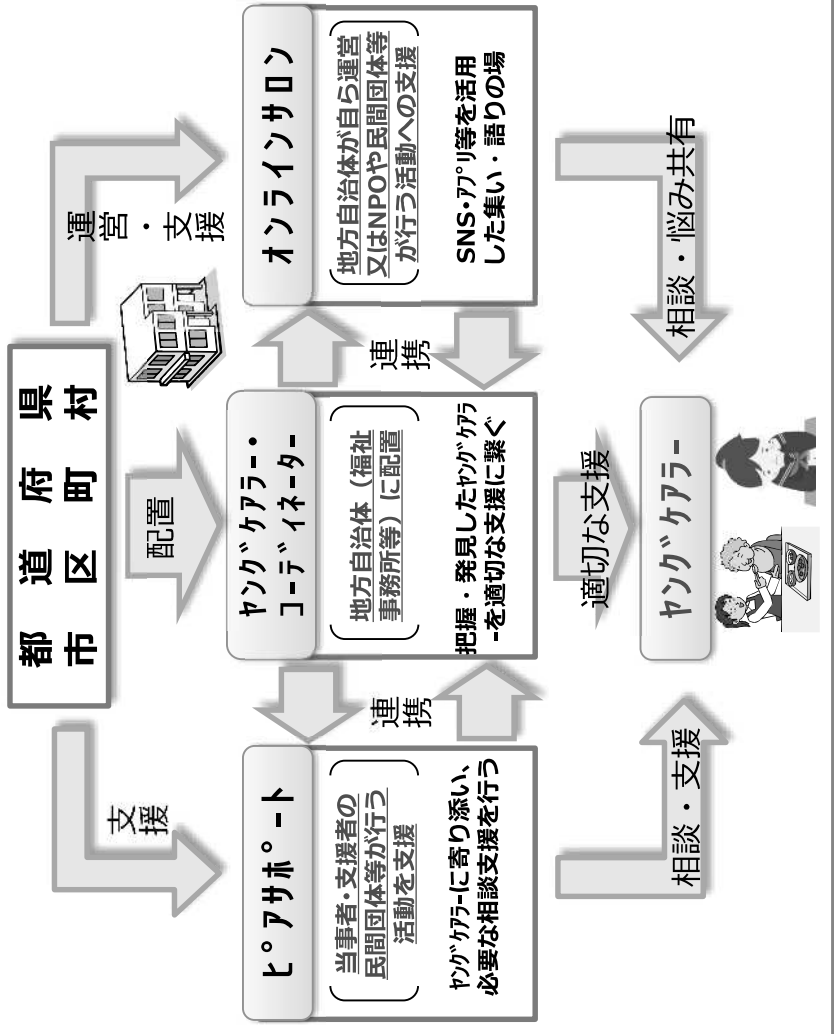 都道府県
市区町村
支援
配置
運営・支援
ピアサポート
当事者・支援者の
民間団体等が行う
活動を支援
ヤングケアラーに寄り添い、
必要な相談支援を行う
連携
ヤングケアラー・
コーディネーター
地方自治体（福祉
事務所等）に配置
把握・発見したヤングケアラ
ーを適切な支援に繋ぐ
連携
オンラインサロン
地方自治体が自ら運営
又はNPOや民間団体等
が行う活動への支援
SNS・アプリ等を活用
した集い・語りの場
相談・支援
適切な支援
相談・悩み共有
ヤングケアラー